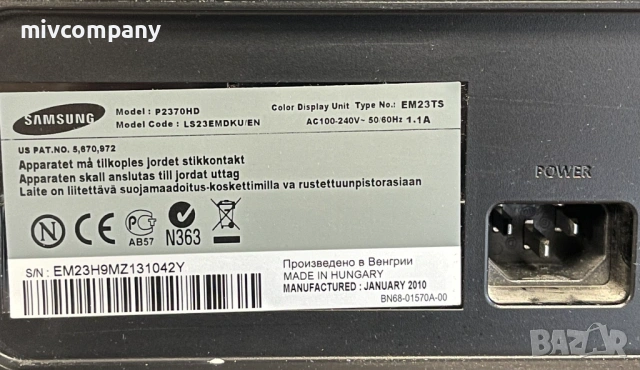 mivcompany
SAMSUNG
Model : P2370HD
Model Code : LS23EMDKU/EN
Color Display Unit Type No.: EM23TS
AC100-240V~ 50/60Hz 1.1A
US PAT.NO. 5,670,972
Apparatet må tilkoples jordet stikkontakt
Apparaten skall anslutas till jordat uttag
Laite on liitettävä suojamaadoitus-koskettimilla va rustettuunpistorasiaan
N CE PC АБ57 N363
S/N : EM23H9MZ131042Y
Произведено в Венгрии
MADE IN HUNGARY
MANUFACTURED : JANUARY 2010
BN68-01570A-00
POWER
BAZAR